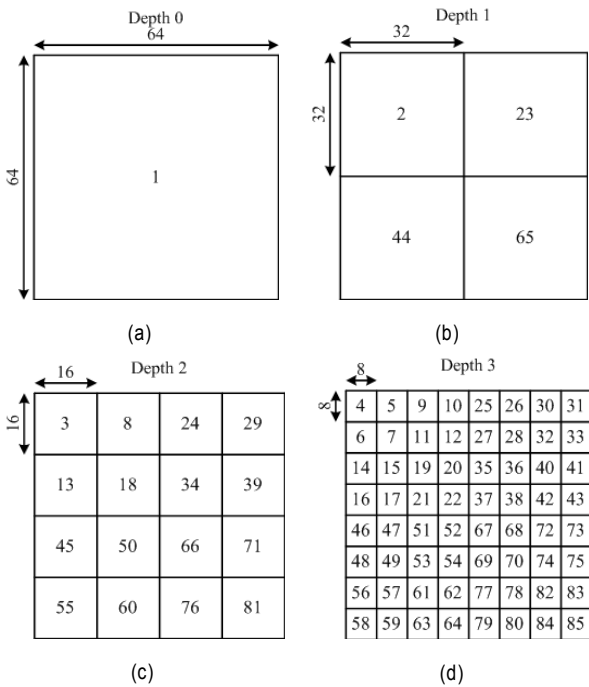 Depth 0
64
64
1
(a)
Depth 1
32
32
2 23
44 65
(b)
Depth 2
16
16
3 8 24 29
13 18 34 39
45 50 66 71
55 60 76 81
(c)
Depth 3
8
8
4 5 9 10 25 26 30 31
6 7 11 12 27 28 32 33
14 15 19 20 35 36 40 41
16 17 21 22 37 38 42 43
46 47 51 52 67 68 72 73
48 49 53 54 69 70 74 75
56 57 61 62 77 78 82 83
58 59 63 64 79 80 84 85
(d)